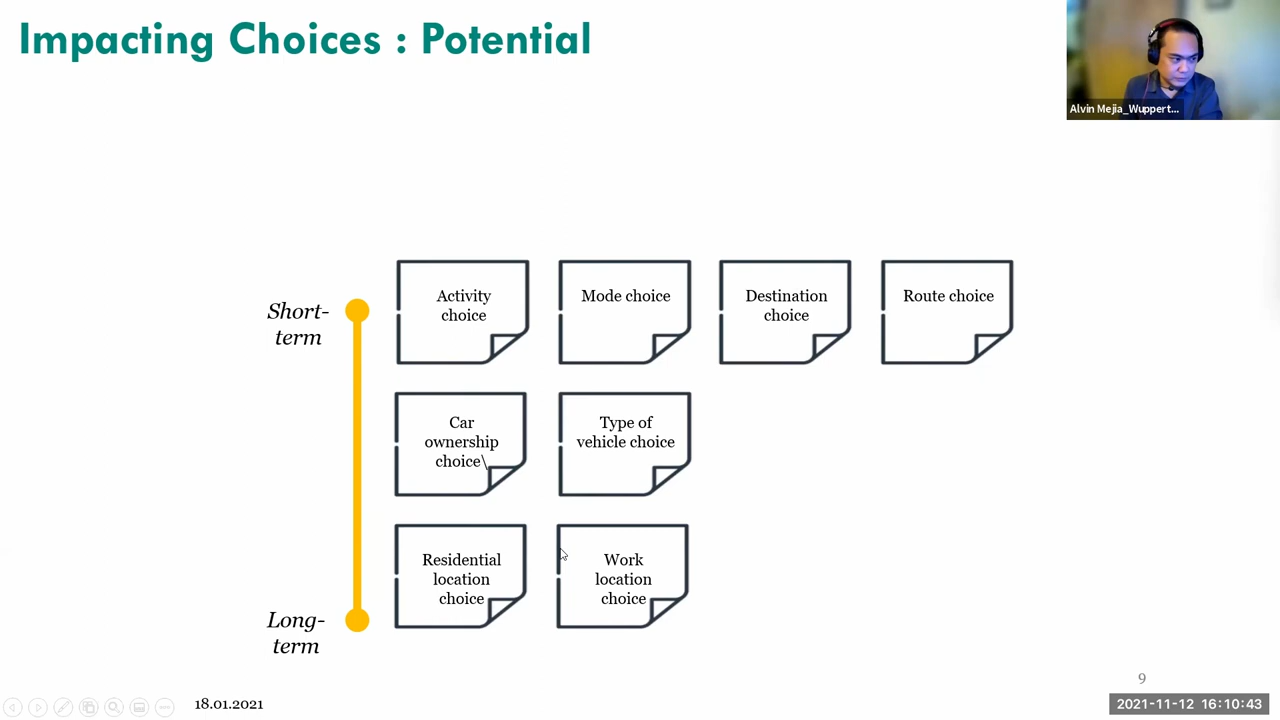 Impacting Choices : Potential
Alvin Mejia_Wuppert...
Short-
term
Activity
choice
Mode choice
Destination
choice
Route choice
Car
ownership
choice\
Type of
vehicle choice
Residential
location
choice
Work
location
choice
Long-
term
9
18.01.2021
2021-11-12 16:10:43